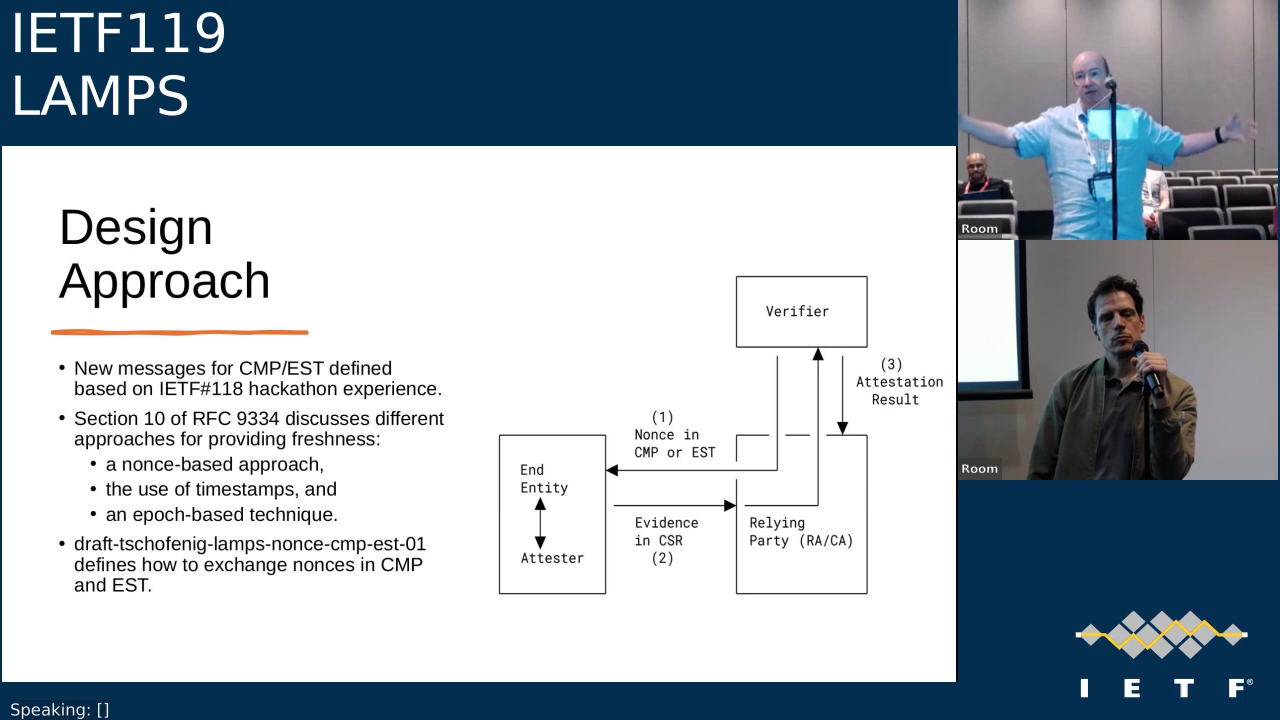 IETF119
LAMPS
Design
Approach
• New messages for CMP/EST defined
based on IETF#118 hackathon experience.
• Section 10 of RFC 9334 discusses different
approaches for providing freshness:
• a nonce-based approach,
• the use of timestamps, and
• an epoch-based technique.
• draft-tschofenig-lamps-nonce-cmp-est-01
defines how to exchange nonces in CMP
and EST.
Verifier
(3)
Attestation
Result
(1)
Nonce in
CMP or EST
End
Entity
Attester
Evidence
in CSR
(2)
Relying
Party (RA/CA)
Room
Room
I E T F®
Speaking: []